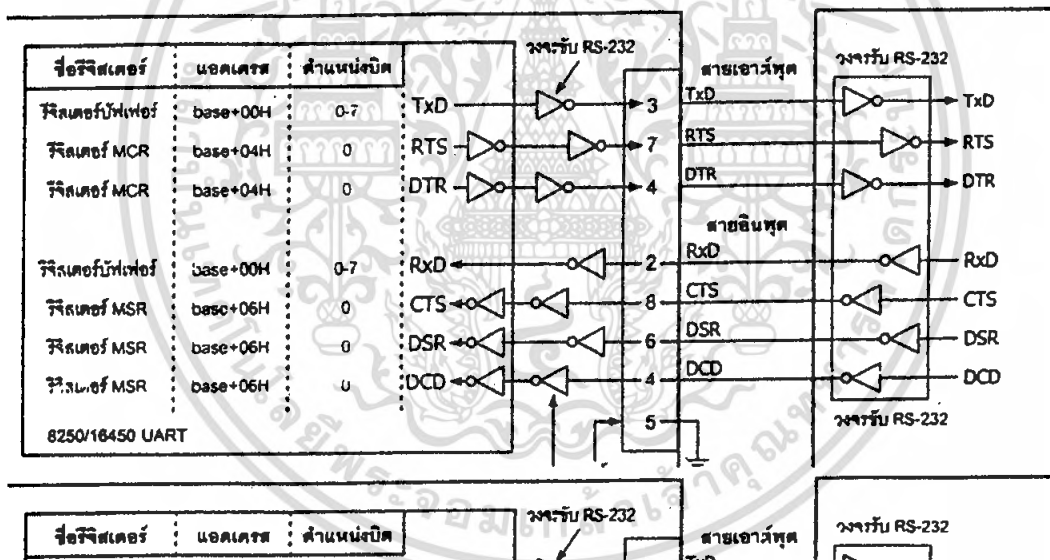 วงจรรับ RS-232
ชื่อรีจิสเตอร์ แอดเดรส ตำแหน่งบิต สายเอาท์พุต วงจรรับ RS-232
รีจิสเตอร์บัฟเฟอร์ base+00H 0-7 TxD 3 TxD TxD
รีจิสเตอร์ MCR base+04H 0 RTS 7 RTS RTS
รีจิสเตอร์ MCR base+04H 0 DTR 4 DTR DTR
สายอินพุต
รีจิสเตอร์บัฟเฟอร์ base+00H 0-7 RxD 2 RxD RxD
รีจิสเตอร์ MSR base+06H 0 CTS 8 CTS CTS
รีจิสเตอร์ MSR base+06H 0 DSR 6 DSR DSR
รีจิสเตอร์ MSR base+06H 0 DCD 4 DCD DCD
5 วงจรรับ RS-232
8250/16450 UART
วงจรรับ RS-232
ชื่อรีจิสเตอร์ แอดเดรส ตำแหน่งบิต สายเอาท์พุต วงจรรับ RS-232
TxD